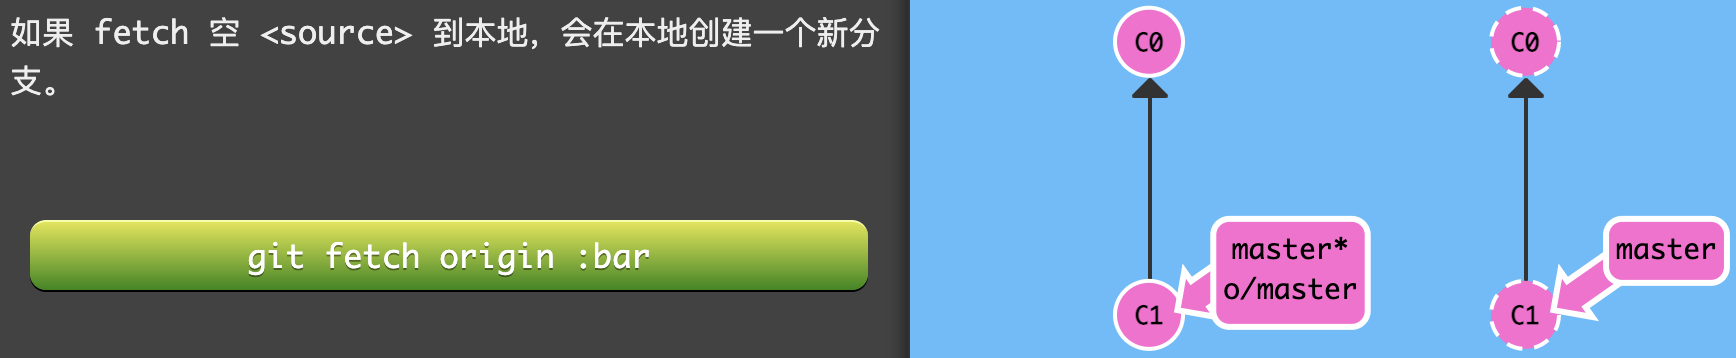 如果 fetch 空 <source> 到本地，会在本地创建一个新分
支。
git fetch origin :bar
C0
C0
master*
o/master
master
C1
C1